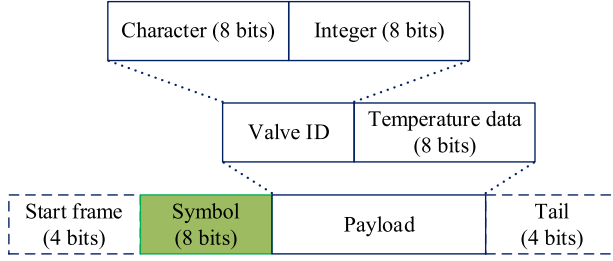 Character (8 bits) Integer (8 bits)
Valve ID
Temperature data
(8 bits)
Start frame
(4 bits)
Symbol
(8 bits)
Payload
Tail
(4 bits)